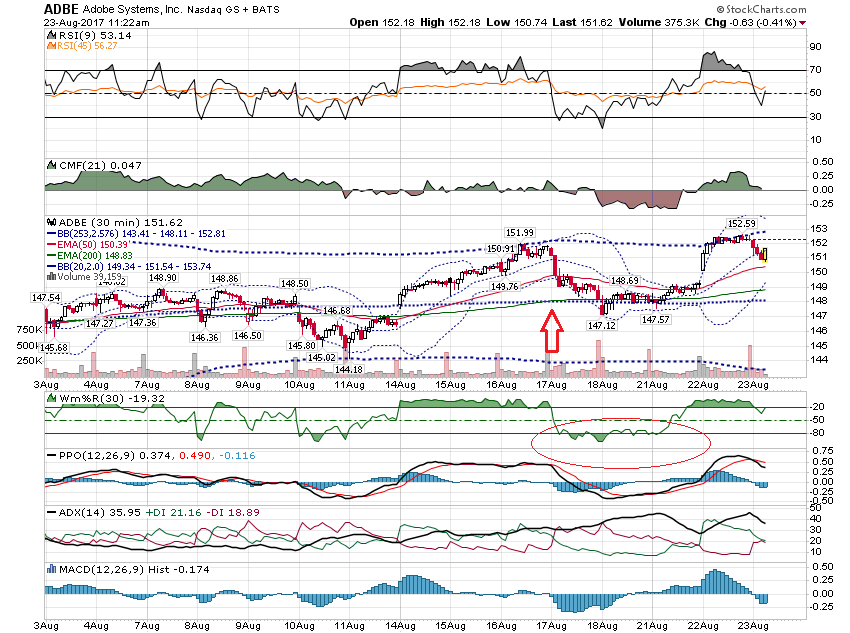 ADBE Adobe Systems, Inc. Nasdaq GS + BATS © StockCharts.com
23-Aug-2017 11:22am Open 152.18 High 152.18 Low 150.74 Last 151.62 Volume 375.3K Chg -0.63 (-0.41%)
RSI(9) 53.14
RSI(45) 56.27
90
70
50
30
10
CMF(21) 0.047
0.50
0.25
0.00
-0.25
ADBE (30 min) 151.62
BB(253,2.576) 143.41 - 148.11 - 152.81
EMA(50) 150.39
EMA(200) 148.83
BB(20,2.0) 149.34 - 151.54 - 153.74
Volume 39,159
153
152
151
150
149
148
147
146
145
144
750K
500K
250K
147.54
145.68
147.27
147.36
148.90
146.36
148.86
146.50
148.50
145.80
145.02
146.68
144.18
150.91
149.76
151.99
147.12
148.69
147.57
152.59
3Aug 4Aug 7Aug 8Aug 9Aug 10Aug 11Aug 14Aug 15Aug 16Aug 17Aug 18Aug 21Aug 22Aug 23Aug
Wm%R(30) -19.32
-20
-50
-80
PPO(12,26,9) 0.374, 0.490, -0.116
0.75
0.50
0.25
0.00
-0.25
-0.50
ADX(14) 35.95 +DI 21.16 -DI 18.89
50
40
30
20
10
MACD(12,26,9) Hist -0.174
0.50
0.25
0.00
-0.25
3Aug 4Aug 7Aug 8Aug 9Aug 10Aug 11Aug 14Aug 15Aug 16Aug 17Aug 18Aug 21Aug 22Aug 23Aug